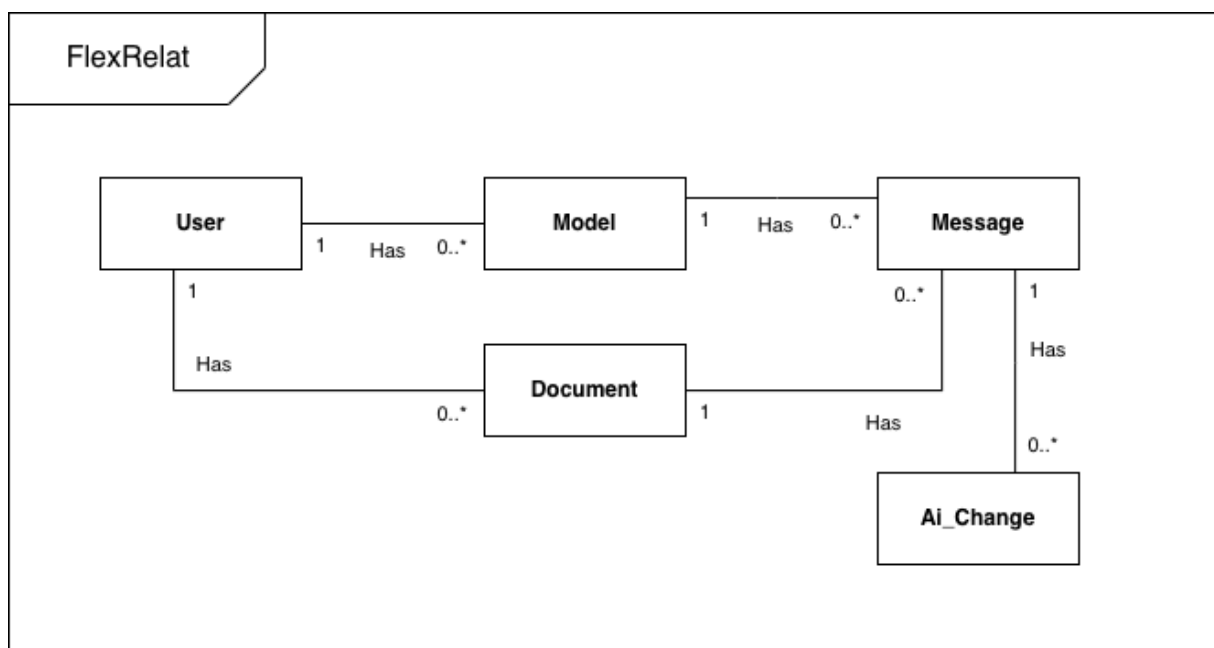 FlexRelat
User
Model
Message
1
Has
0..*
1
Has
0..*
1
0..*
1
Has
Has
Document
0..*
1
Has
0..*
Ai_Change